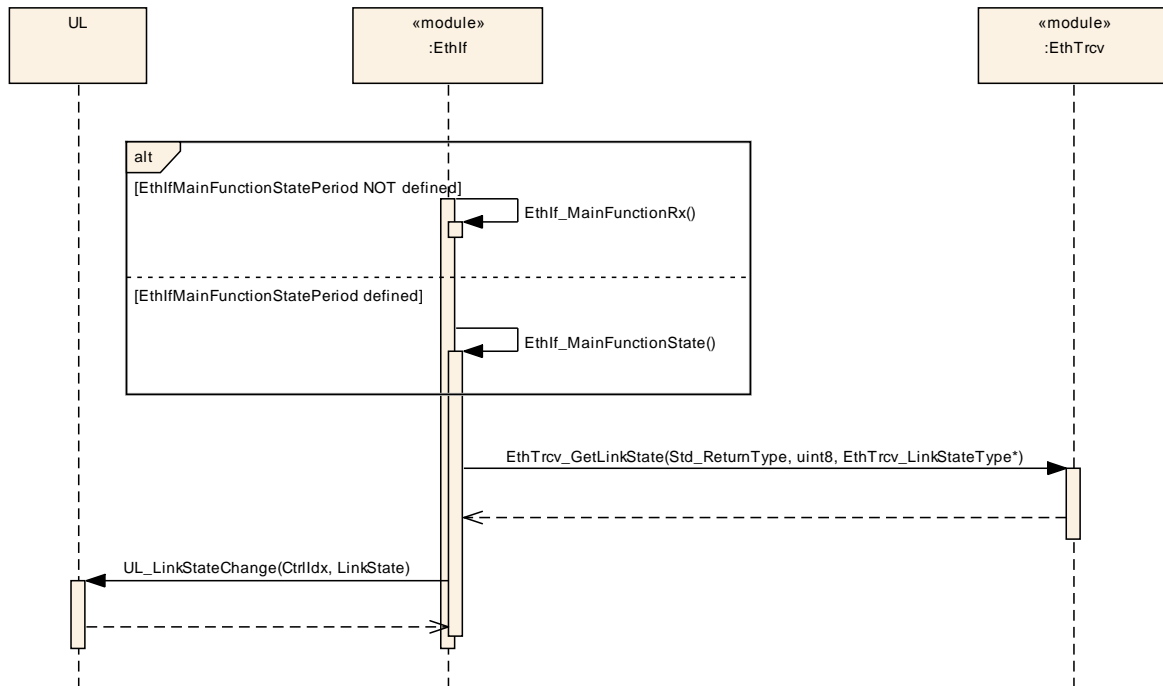 UL
«module»
:EthIf
«module»
:EthTrcv
alt
[EthIfMainFunctionStatePeriod NOT defined]
EthIf_MainFunctionRx()
[EthIfMainFunctionStatePeriod defined]
EthIf_MainFunctionState()
EthTrcv_GetLinkState(Std_ReturnType, uint8, EthTrcv_LinkStateType*)
UL_LinkStateChange(CtrlIdx, LinkState)